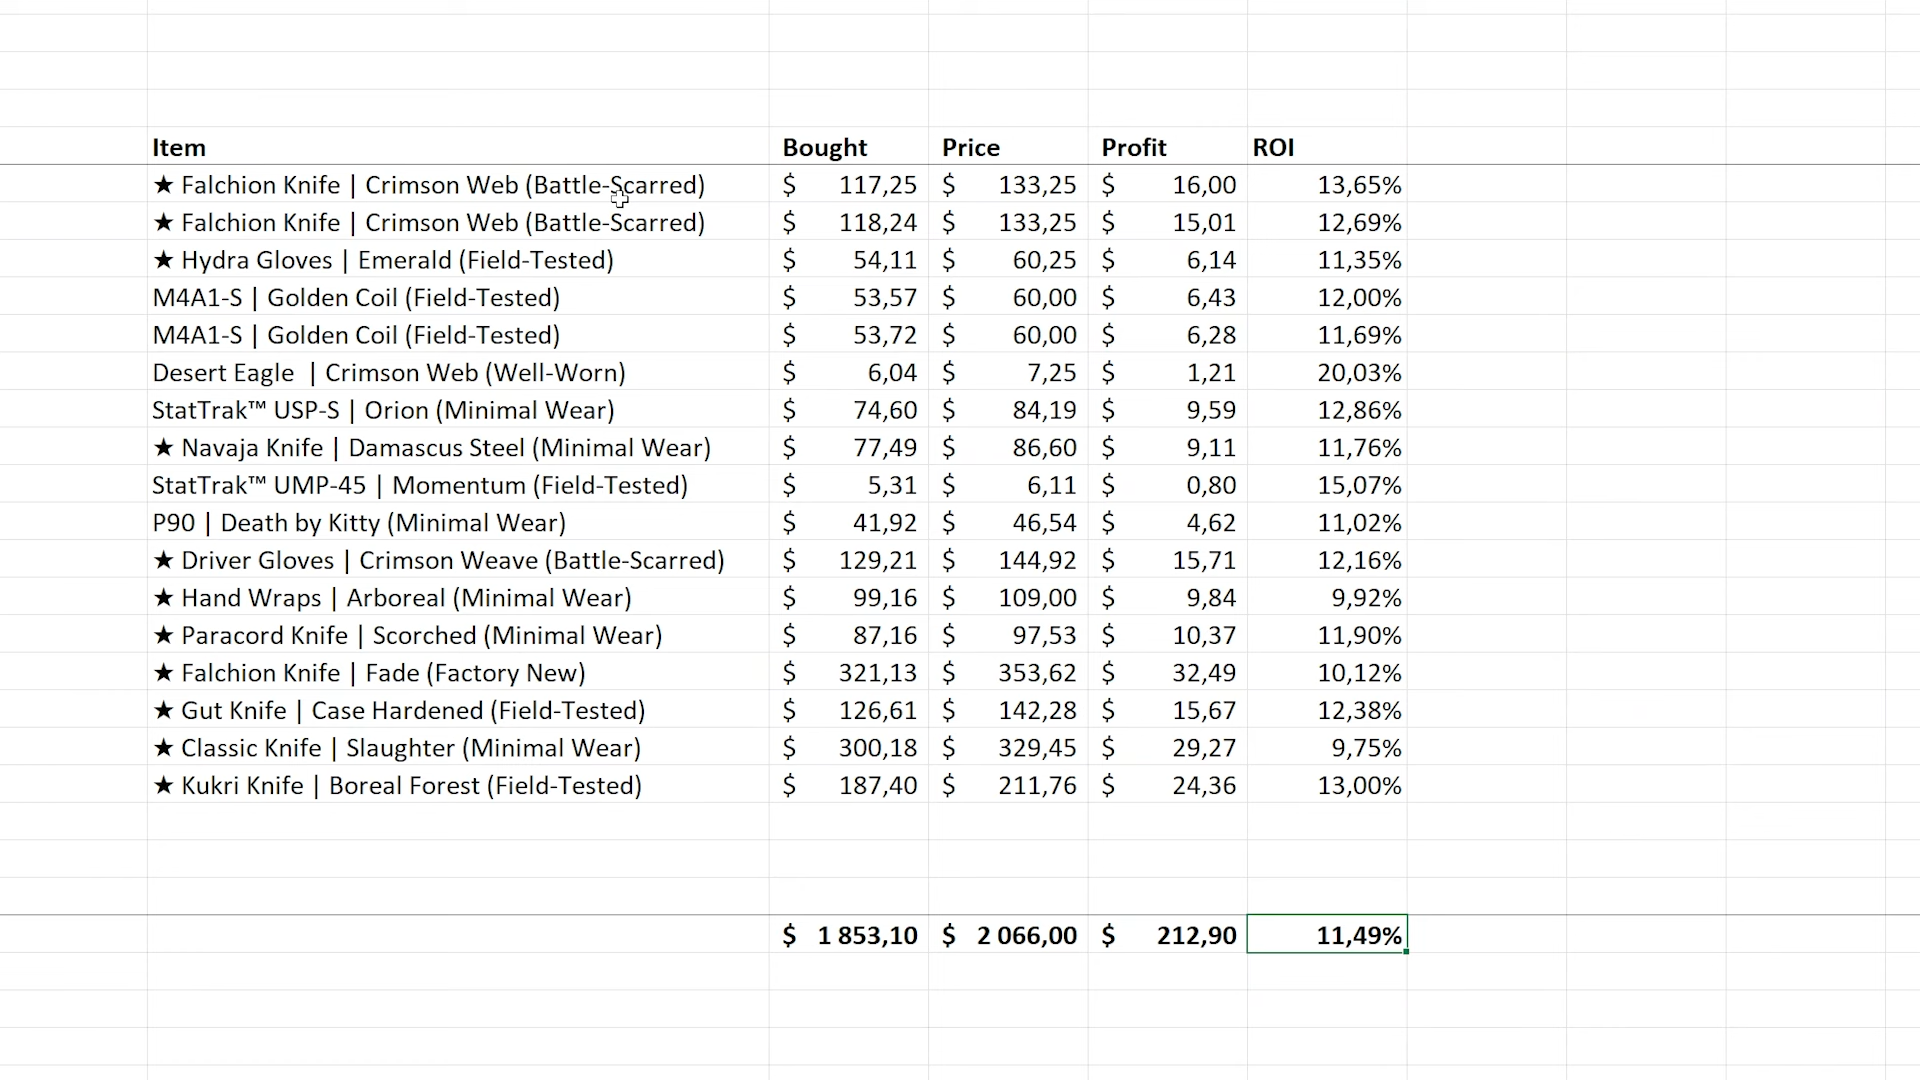 Item Bought Price Profit ROI
★ Falchion Knife | Crimson Web (Battle-Scarred) $ 117,25 $ 133,25 $ 16,00 13,65%
★ Falchion Knife | Crimson Web (Battle-Scarred) $ 118,24 $ 133,25 $ 15,01 12,69%
★ Hydra Gloves | Emerald (Field-Tested) $ 54,11 $ 60,25 $ 6,14 11,35%
M4A1-S | Golden Coil (Field-Tested) $ 53,57 $ 60,00 $ 6,43 12,00%
M4A1-S | Golden Coil (Field-Tested) $ 53,72 $ 60,00 $ 6,28 11,69%
Desert Eagle | Crimson Web (Well-Worn) $ 6,04 $ 7,25 $ 1,21 20,03%
StatTrak™ USP-S | Orion (Minimal Wear) $ 74,60 $ 84,19 $ 9,59 12,86%
★ Navaja Knife | Damascus Steel (Minimal Wear) $ 77,49 $ 86,60 $ 9,11 11,76%
StatTrak™ UMP-45 | Momentum (Field-Tested) $ 5,31 $ 6,11 $ 0,80 15,07%
P90 | Death by Kitty (Minimal Wear) $ 41,92 $ 46,54 $ 4,62 11,02%
★ Driver Gloves | Crimson Weave (Battle-Scarred) $ 129,21 $ 144,92 $ 15,71 12,16%
★ Hand Wraps | Arboreal (Minimal Wear) $ 99,16 $ 109,00 $ 9,84 9,92%
★ Paracord Knife | Scorched (Minimal Wear) $ 87,16 $ 97,53 $ 10,37 11,90%
★ Falchion Knife | Fade (Factory New) $ 321,13 $ 353,62 $ 32,49 10,12%
★ Gut Knife | Case Hardened (Field-Tested) $ 126,61 $ 142,28 $ 15,67 12,38%
★ Classic Knife | Slaughter (Minimal Wear) $ 300,18 $ 329,45 $ 29,27 9,75%
★ Kukri Knife | Boreal Forest (Field-Tested) $ 187,40 $ 211,76 $ 24,36 13,00%
$ 1 853,10 $ 2 066,00 $ 212,90 11,49%